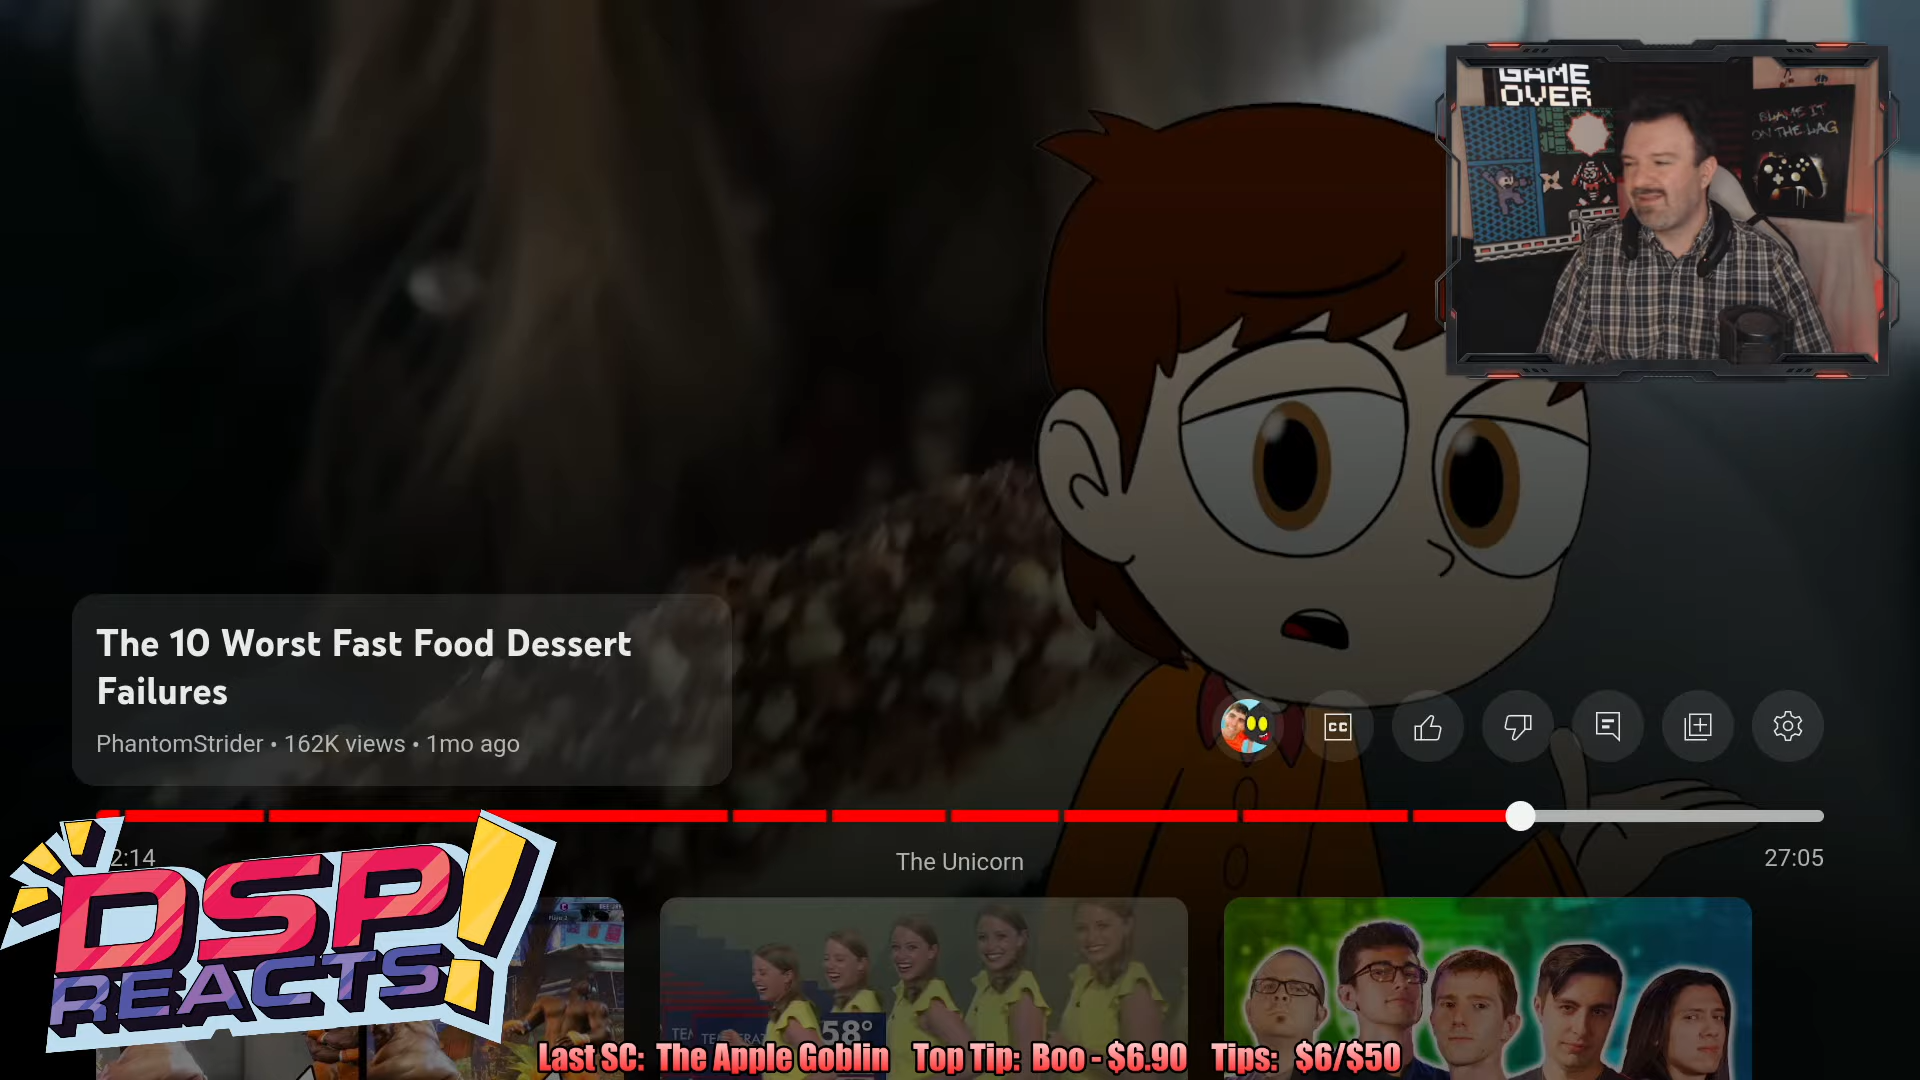 GAME
OVER
BLAME IT
ON THE LAG
The 10 Worst Fast Food Dessert
Failures
PhantomStrider • 162K views • 1mo ago
CC
2:14
The Unicorn
27:05
DSP
REACTS!
58°
Last SC: The Apple Goblin Top Tip: Boo - $6.90 Tips: $6/$50